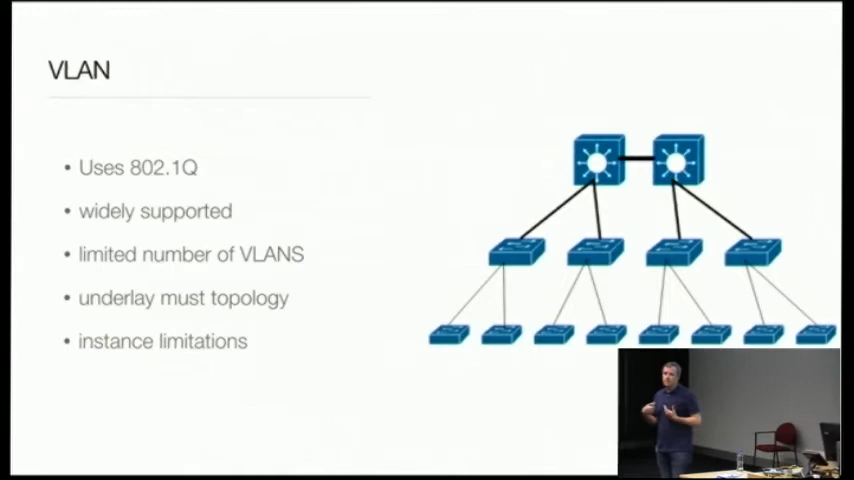 VLAN
• Uses 802.1Q
• widely supported
• limited number of VLANS
• underlay must topology
• instance limitations